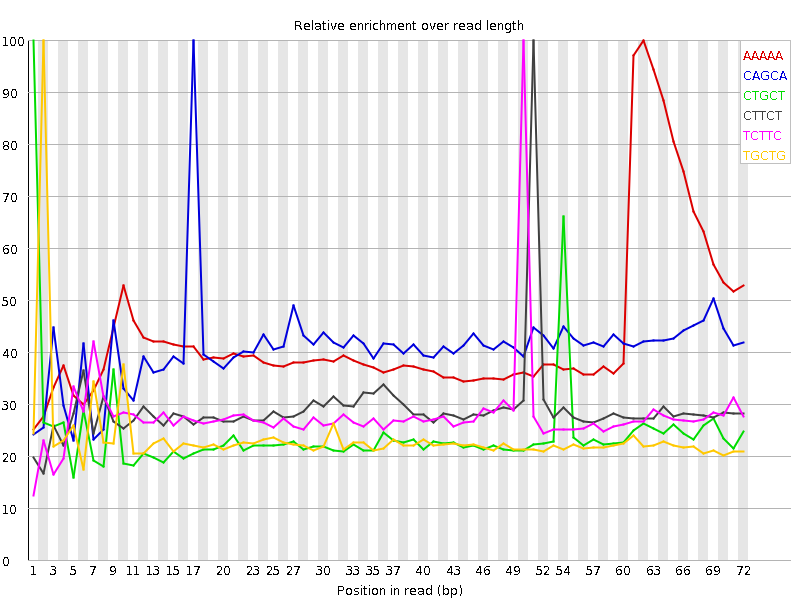 Relative enrichment over read length
100
90
80
70
60
50
40
30
20
10
0
AAAAA
CAGCA
CTGCT
CTTCT
TCTTC
TGCTG
1 3 5 7 9 11 13 15 17 20 23 25 27 30 33 35 37 40 43 46 49 52 54 57 60 63 66 69 72
Position in read (bp)